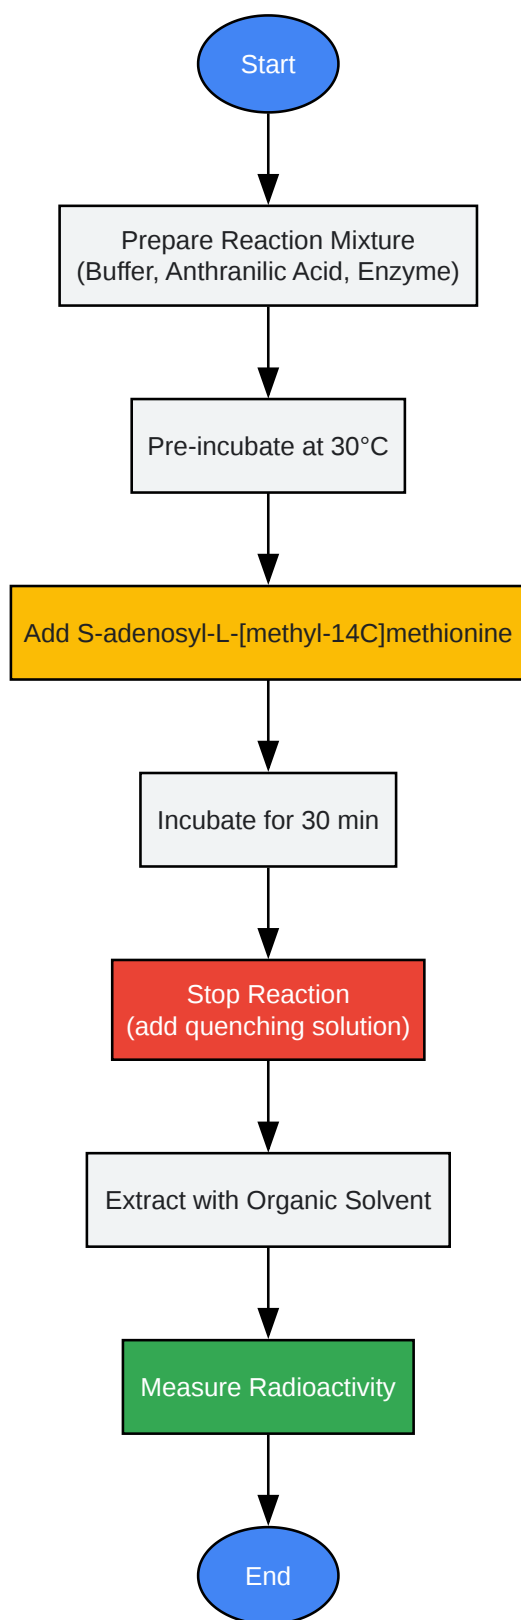 Start
Prepare Reaction Mixture
(Buffer, Anthranilic Acid, Enzyme)
Pre-incubate at 30°C
Add S-adenosyl-L-[methyl-14C]methionine
Incubate for 30 min
Stop Reaction
(add quenching solution)
Extract with Organic Solvent
Measure Radioactivity
End